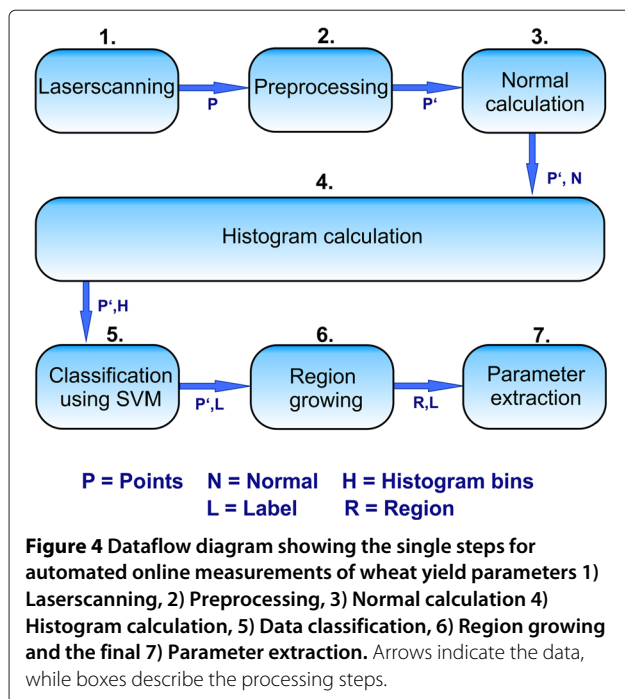 1.
2.
3.
Laserscanning
Preprocessing
Normal
calculation
P
P‘
P‘, N
4.
Histogram calculation
P‘,H
5.
6.
7.
Classification
using SVM
Region
growing
Parameter
extraction
P‘,L
R,L
P = Points N = Normal H = Histogram bins
L = Label R = Region
Figure 4 Dataflow diagram showing the single steps for
automated online measurements of wheat yield parameters 1)
Laserscanning, 2) Preprocessing, 3) Normal calculation 4)
Histogram calculation, 5) Data classification, 6) Region growing
and the final 7) Parameter extraction. Arrows indicate the data,
while boxes describe the processing steps.